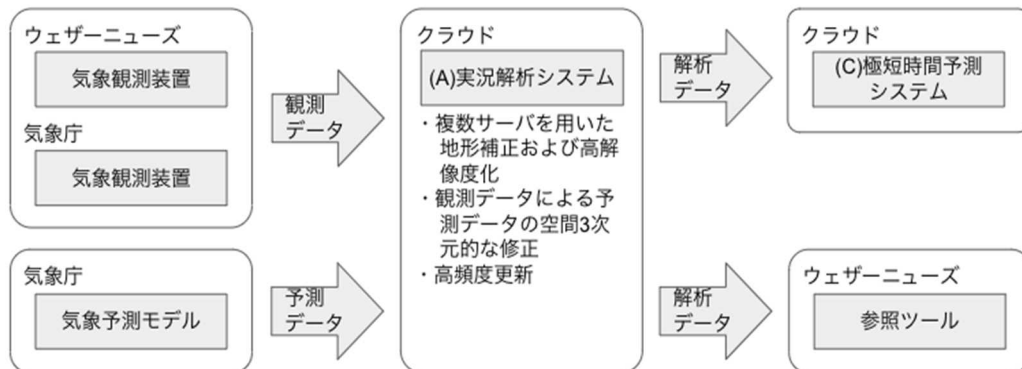 ウェザーニューズ
気象観測装置
気象庁
気象観測装置
観測
データ
気象庁
気象予測モデル
予測
データ
クラウド
(A)実況解析システム
・複数サーバを用いた
地形補正および高解
像度化
・観測データによる予
測データの空間3次
元的な修正
・高頻度更新
解析
データ
クラウド
(C)極短時間予測
システム
解析
データ
ウェザーニューズ
参照ツール